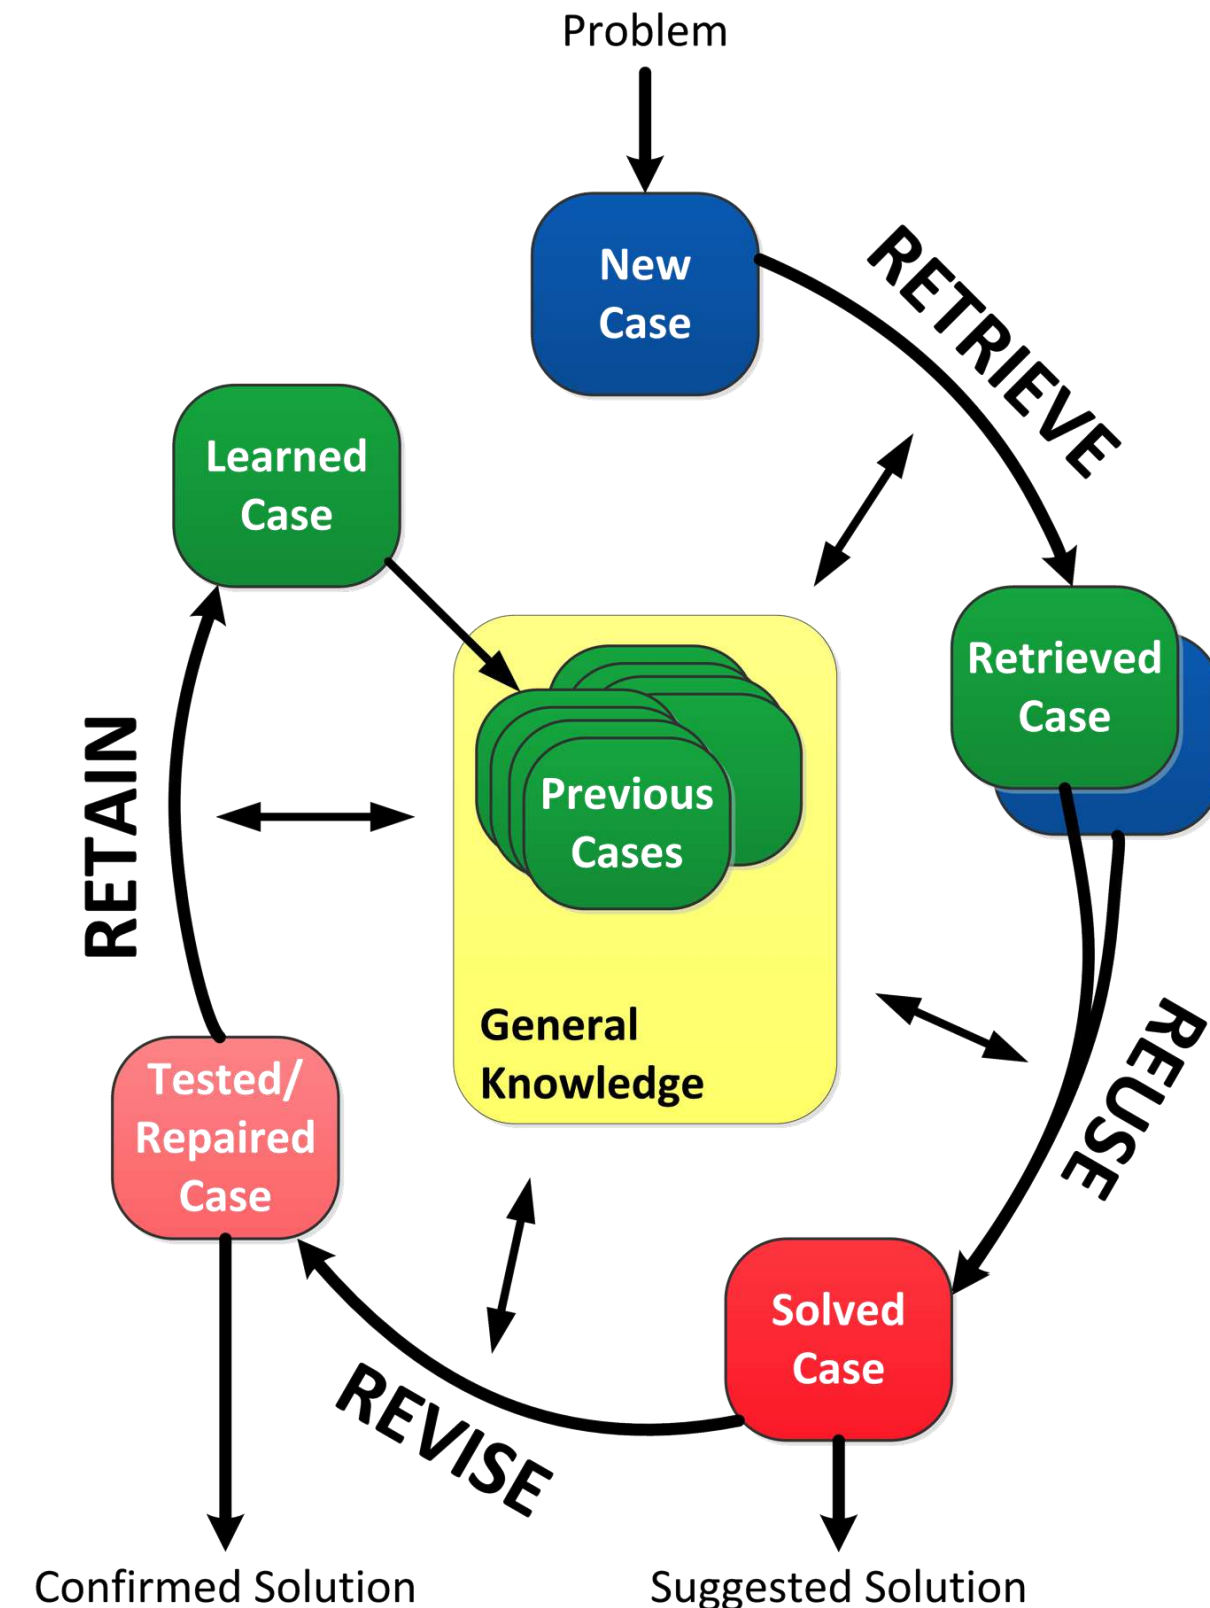 Problem
New
Case
RETRIEVE
Learned
Case
Retrieved
Case
Previous
Cases
RETAIN
General
Knowledge
REUSE
Tested/
Repaired
Case
Solved
Case
REVISE
Confirmed Solution
Suggested Solution